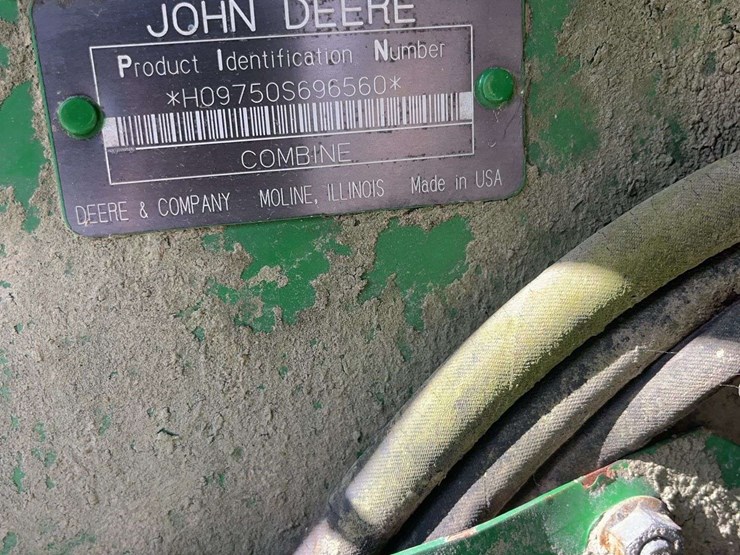 JOHN DEERE
Product Identification Number
*H09750S696560*
COMBINE
DEERE & COMPANY MOLINE, ILLINOIS Made in USA